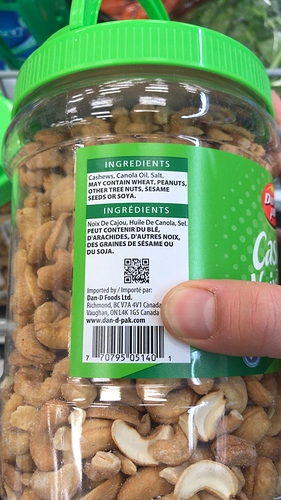 INGREDIENTS
Cashews, Canola Oil, Salt.
MAY CONTAIN WHEAT, PEANUTS,
OTHER TREE NUTS, SESAME
SEEDS OR SOYA.
INGRÉDIENTS
Noix De Cajou, Huile De Canola, Sel.
PEUT CONTENIR DU BLÉ,
D'ARACHIDES, D'AUTRES NOIX,
DES GRAINES DE SÉSAME OU
DU SOJA.
Imported by / Importé par:
Dan-D Foods Ltd.
Richmond, BC V7A 4V1 Canada
Vaughan, ON L4K 1G5 Canada
www.dan-d-pak.com
7 70795 05140 1